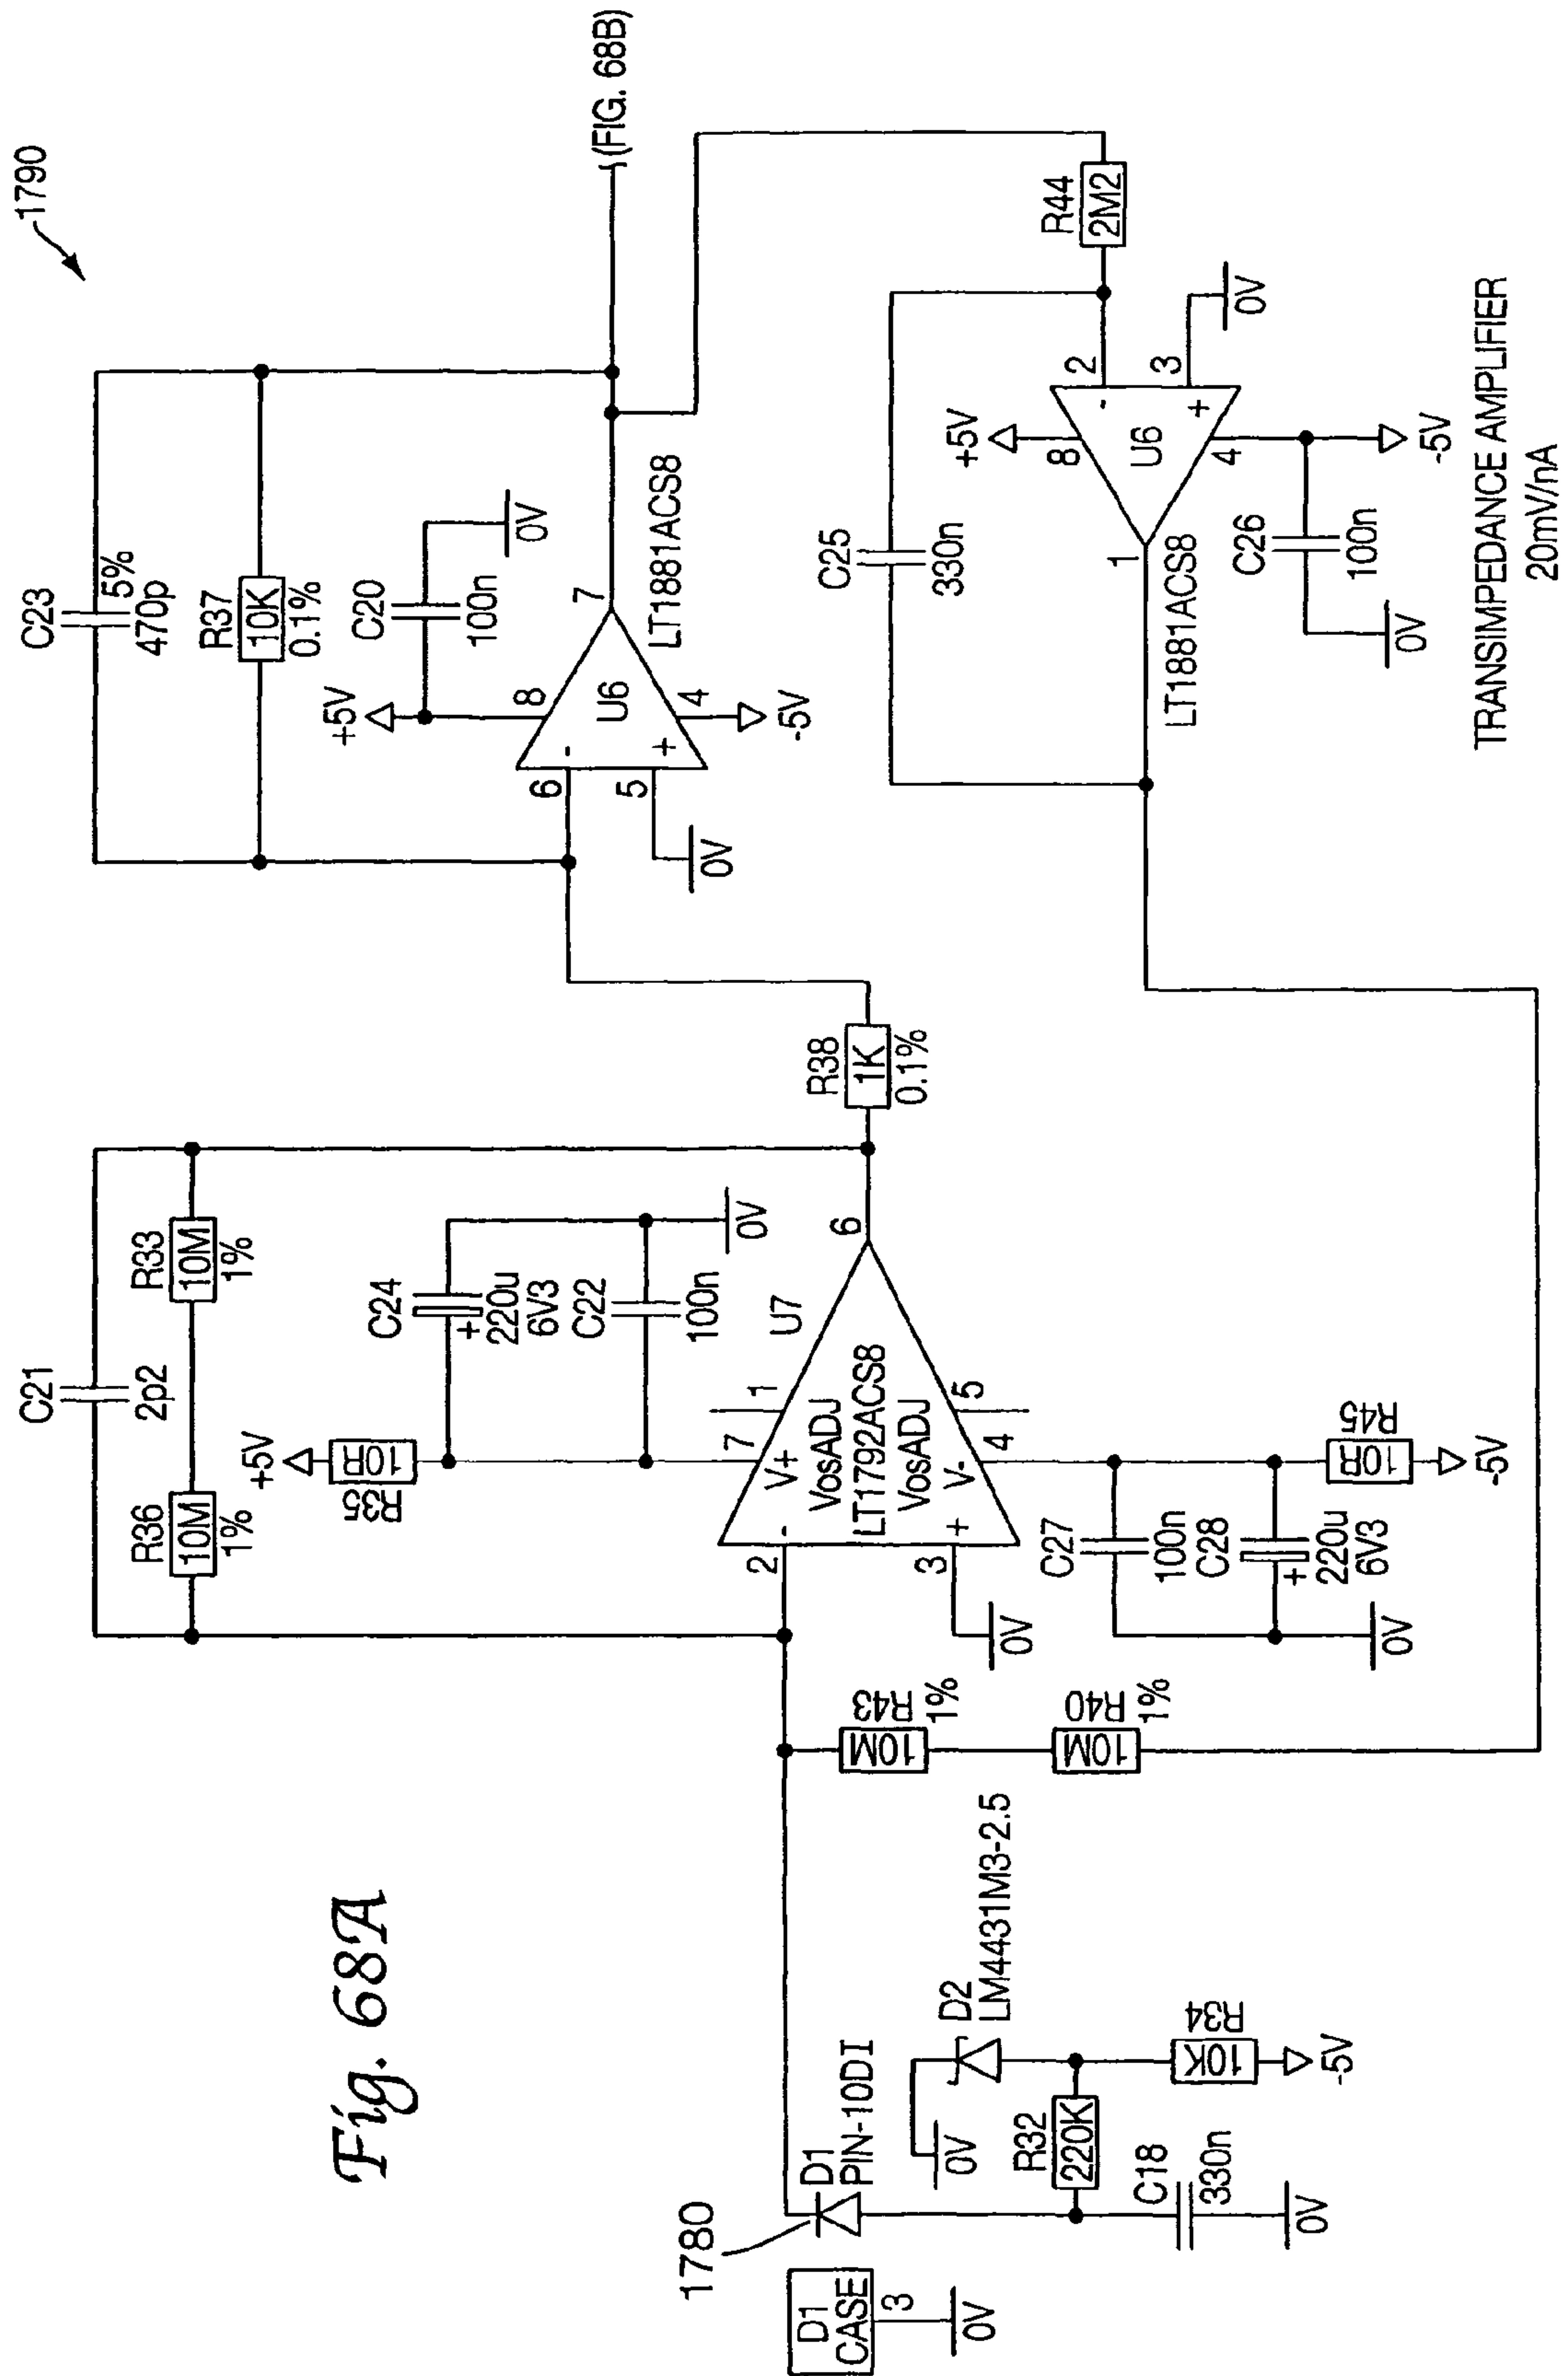 Fig. 68A
1790
C23
5%
470p
R37
10K
0.1%
+5V
C20
100n
0V
8
6
-
U6
7
5
+
4
-5V
0V
LT1881ACS8
(FIG. 68B)
C21
2p2
R36
10M
1%
R33
10M
1%
+5V
R35
10R
C24
+
220u
6V3
C22
100n
0V
U7
1
7
V+
VosADJ
LT1792ACS8
VosADJ
V-
2
-
3
+
6
5
4
0V
R38
1K
0.1%
C27
100n
C28
+
220u
6V3
0V
R45
10R
-5V
R43
10M
1%
R40
10M
1%
R44
2M2
C25
330n
+5V
8
2
-
U6
3
+
0V
1
4
LT1881ACS8
C26
100n
0V
-5V
TRANSIMPEDANCE AMPLIFIER
20mV/nA
1780
D1
PIN-10DI
D1
CASE
3
0V
D2
LM4431M3-2.5
0V
R32
220K
C18
330n
0V
R34
10K
-5V